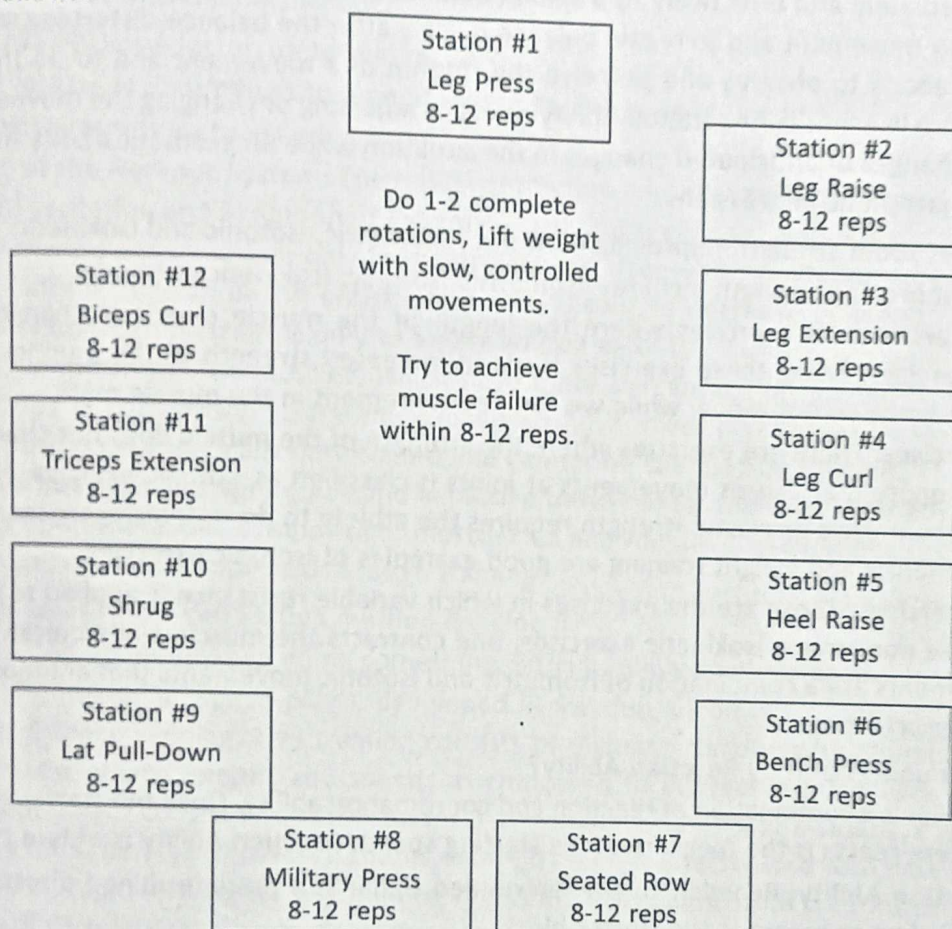 Station #1
Leg Press
8-12 reps
Station #2
Leg Raise
8-12 reps
Do 1-2 complete
rotations, Lift weight
with slow, controlled
movements.
Try to achieve
muscle failure
within 8-12 reps.
Station #3
Leg Extension
8-12 reps
Station #4
Leg Curl
8-12 reps
Station #5
Heel Raise
8-12 reps
Station #6
Bench Press
8-12 reps
Station #7
Seated Row
8-12 reps
Station #8
Military Press
8-12 reps
Station #9
Lat Pull-Down
8-12 reps
Station #10
Shrug
8-12 reps
Station #11
Triceps Extension
8-12 reps
Station #12
Biceps Curl
8-12 reps